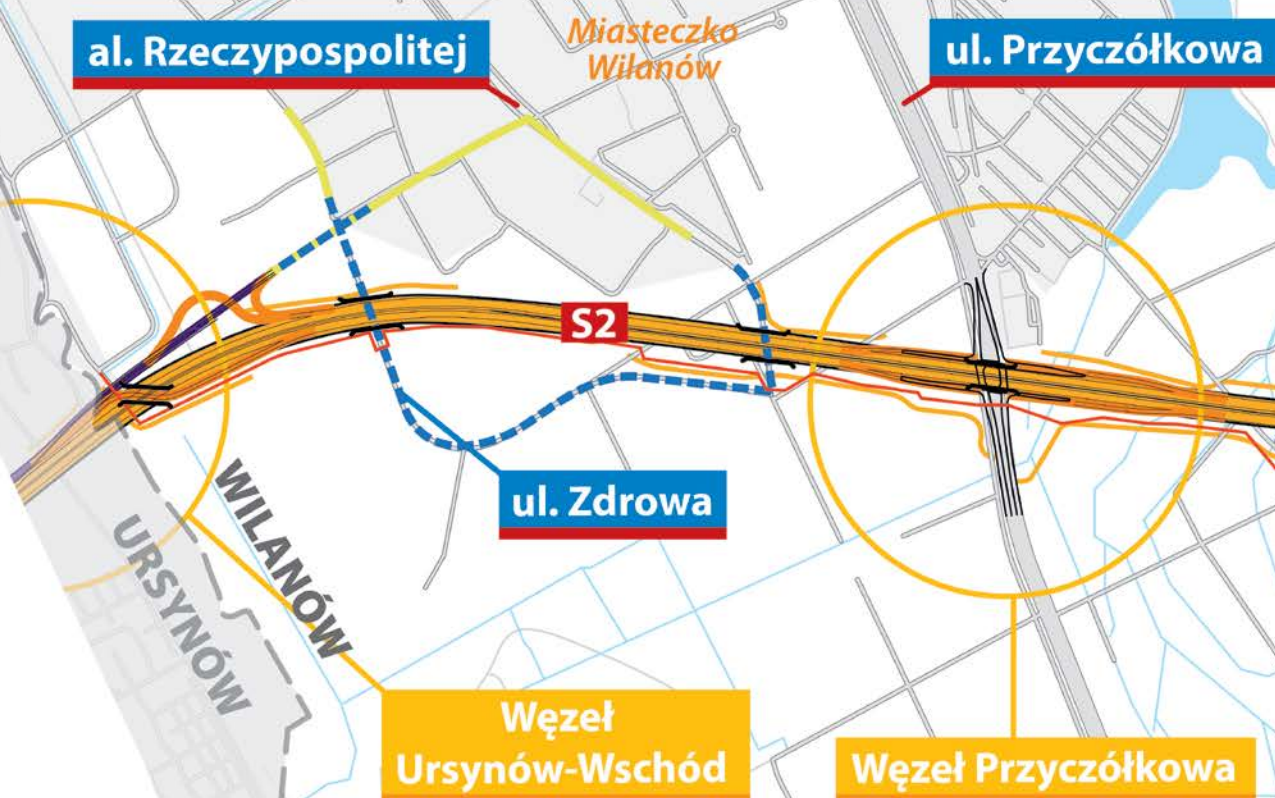 Miasteczko
Wilanów
al. Rzeczypospolitej
ul. Przyczółkowa
S2
ul. Zdrowa
WILANÓW
URSYNÓW
Węzeł
Ursynów-Wschód
Węzeł Przyczółkowa